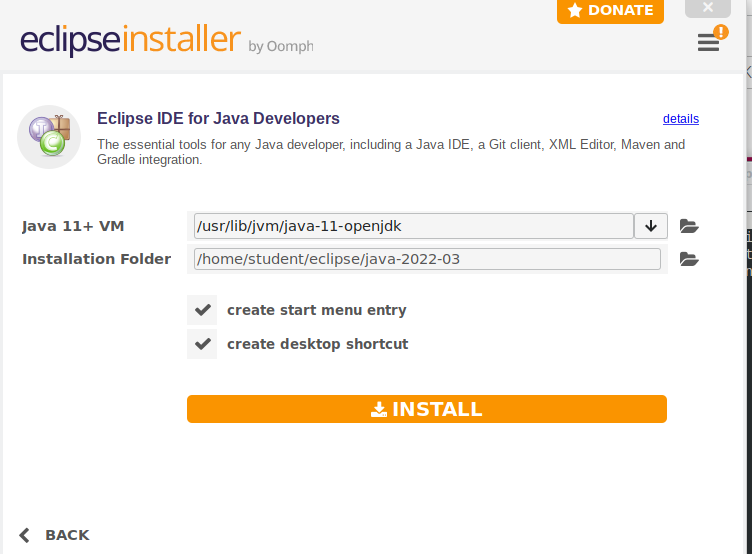 DONATE
eclipseinstaller by Oomph
!
Eclipse IDE for Java Developers
details
The essential tools for any Java developer, including a Java IDE, a Git client, XML Editor, Maven and
Gradle integration.
Java 11+ VM
/usr/lib/jvm/java-11-openjdk
Installation Folder
/home/student/eclipse/java-2022-03
create start menu entry
create desktop shortcut
INSTALL
BACK